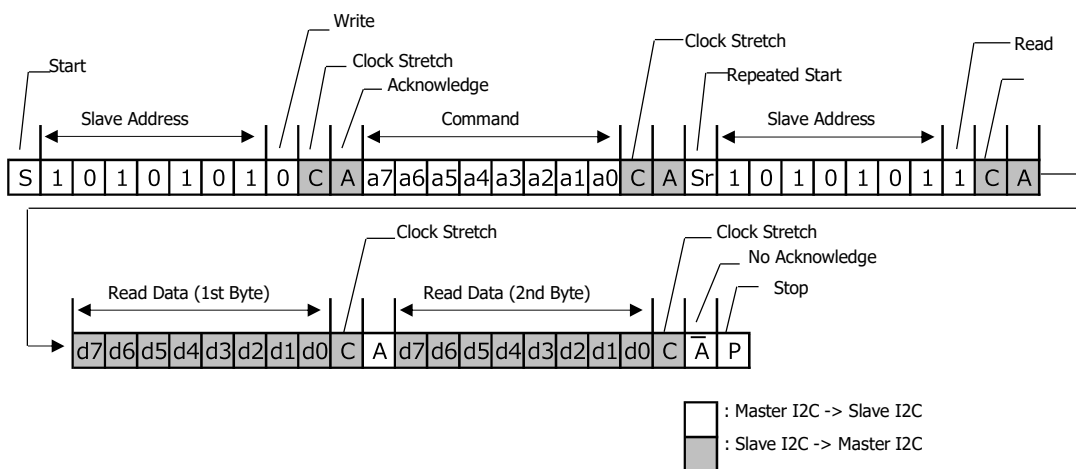 Write
Clock Stretch
Read
Start
Clock Stretch
Repeated Start
Acknowledge
Slave Address
Command
Slave Address
S 1 0 1 0 1 0 1 0 C A a7 a6 a5 a4 a3 a2 a1 a0 C A Sr 1 0 1 0 1 0 1 1 C A
Clock Stretch
Clock Stretch
No Acknowledge
Stop
Read Data (1st Byte)
Read Data (2nd Byte)
d7 d6 d5 d4 d3 d2 d1 d0 C A d7 d6 d5 d4 d3 d2 d1 d0 C A̅ P
: Master I2C -> Slave I2C
: Slave I2C -> Master I2C